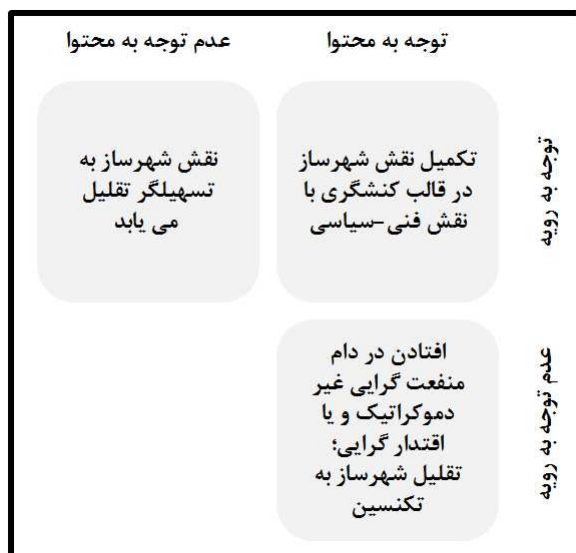 توجه به محتوا
عدم توجه به محتوا
توجه به رویه
تکمیل نقش شهرساز
در قالب کنشگری با
نقش فنی-سیاسی
نقش شهرساز به
تسهیلگر تقلیل
می یابد
عدم توجه به رویه
افتادن در دام
منفعت گرایی غیر
دموکراتیک و یا
اقتدار گرایی؛
تقلیل شهرساز به
تکنسین